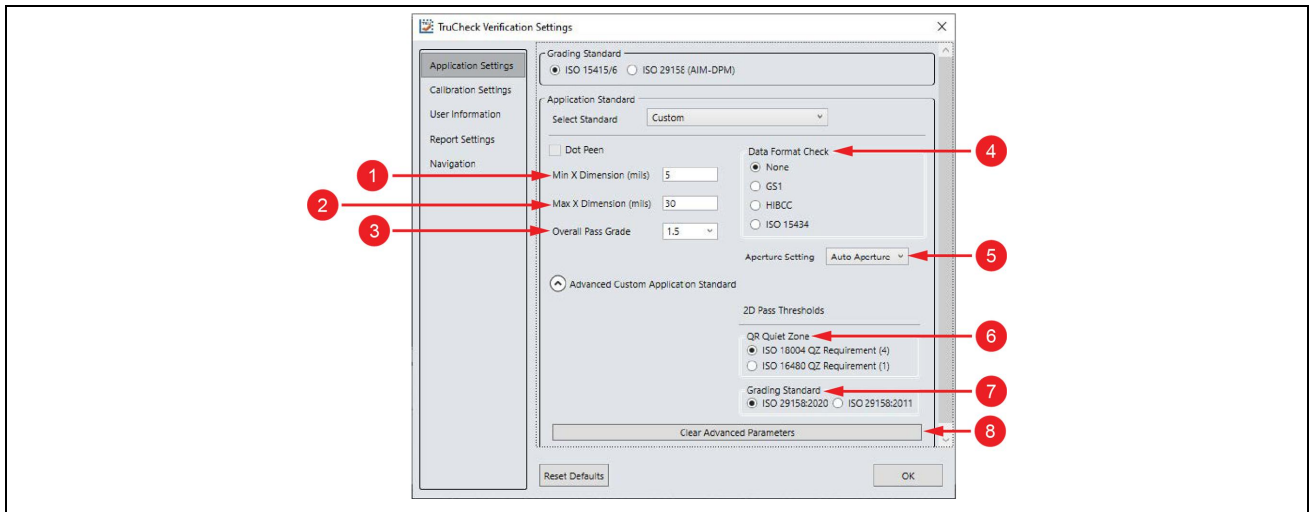 TruCheck Verification Settings
Application Settings
Calibration Settings
User Information
Report Settings
Navigation
Grading Standard
ISO 15415/6 ISO 29158 (AIM-DPM)
Application Standard
Select Standard Custom
Dot Peen
Min X Dimension (mils) 5
Max X Dimension (mils) 30
Overall Pass Grade 1.5
Data Format Check
None
GS1
HIBCC
ISO 15434
Aperture Setting Auto Aperture
Advanced Custom Application Standard
2D Pass Thresholds
QR Quiet Zone
ISO 18004 QZ Requirement (4)
ISO 16480 QZ Requirement (1)
Grading Standard
ISO 29158:2020 ISO 29158:2011
Clear Advanced Parameters
Reset Defaults OK
1
2
3
4
5
6
7
8